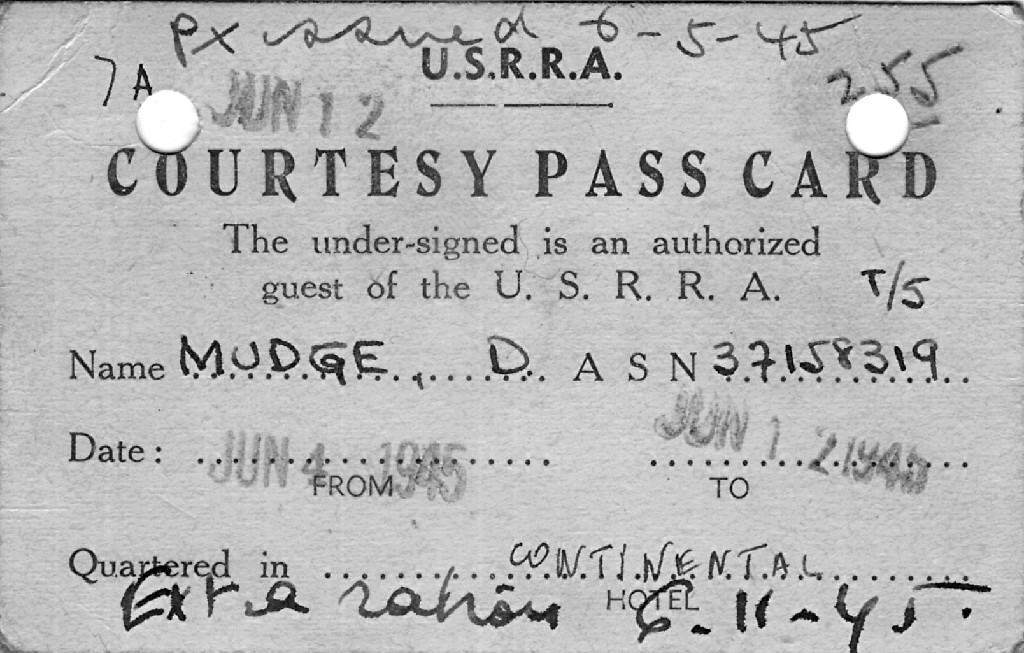 PX issued 6-5-45
U.S.R.R.A.
7A
255
JUN 12
COURTESY PASS CARD
The under-signed is an authorized
guest of the U. S. R. R. A. T/5
Name MUDGE, D. A S N 37158319
Date: JUN 4 1945 JUN 12 1945
FROM TO
Quartered in CONTINENTAL
HOTEL
Extra ration 6-11-45.